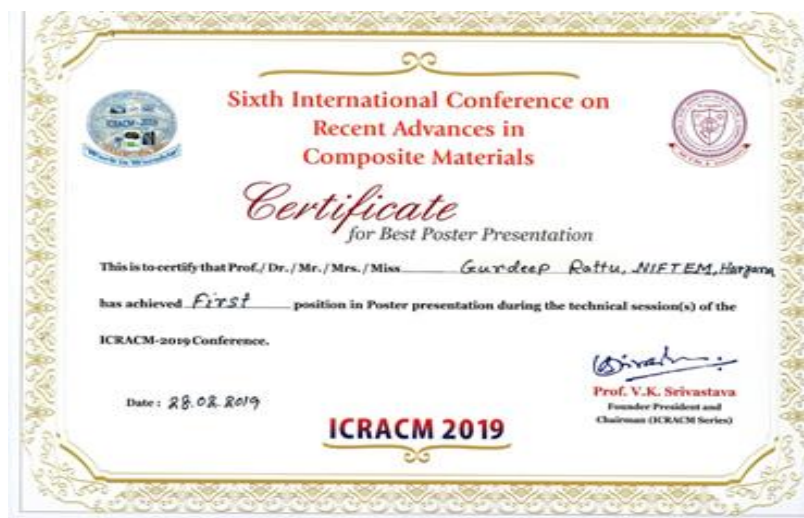 Sixth International Conference on
Recent Advances in
Composite Materials
ICRACM - 2019
Certificate
for Best Poster Presentation
This is to certify that Prof./ Dr. / Mr. / Mrs. / Miss Gurdeep Rattu, NIFTEM, Haryana
has achieved First position in Poster presentation during the technical session(s) of the
ICRACM-2019 Conference.
Date : 28.02.2019
Prof. V.K. Srivastava
Founder President and
Chairman (ICRACM Series)
ICRACM 2019